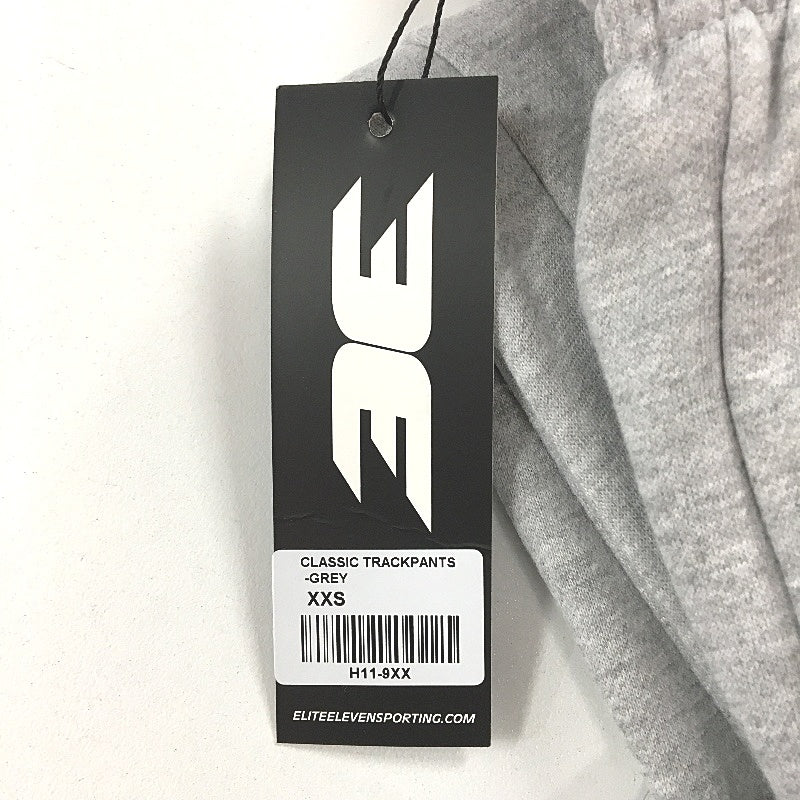 CLASSIC TRACKPANTS
-GREY
XXS
H11-9XX
ELITEELEVENSPORTING.COM